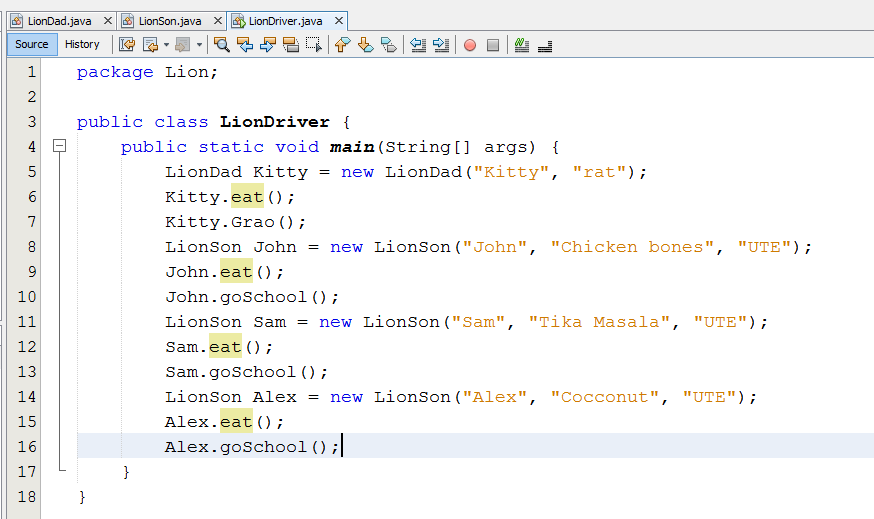 LionDad.java LionSon.java LionDriver.java
Source History
1 package Lion;
2
3 public class LionDriver {
4 public static void main(String[] args) {
5 LionDad Kitty = new LionDad("Kitty", "rat");
6 Kitty.eat();
7 Kitty.Grao();
8 LionSon John = new LionSon("John", "Chicken bones", "UTE");
9 John.eat();
10 John.goSchool();
11 LionSon Sam = new LionSon("Sam", "Tika Masala", "UTE");
12 Sam.eat();
13 Sam.goSchool();
14 LionSon Alex = new LionSon("Alex", "Cocconut", "UTE");
15 Alex.eat();
16 Alex.goSchool();
17 }
18 }